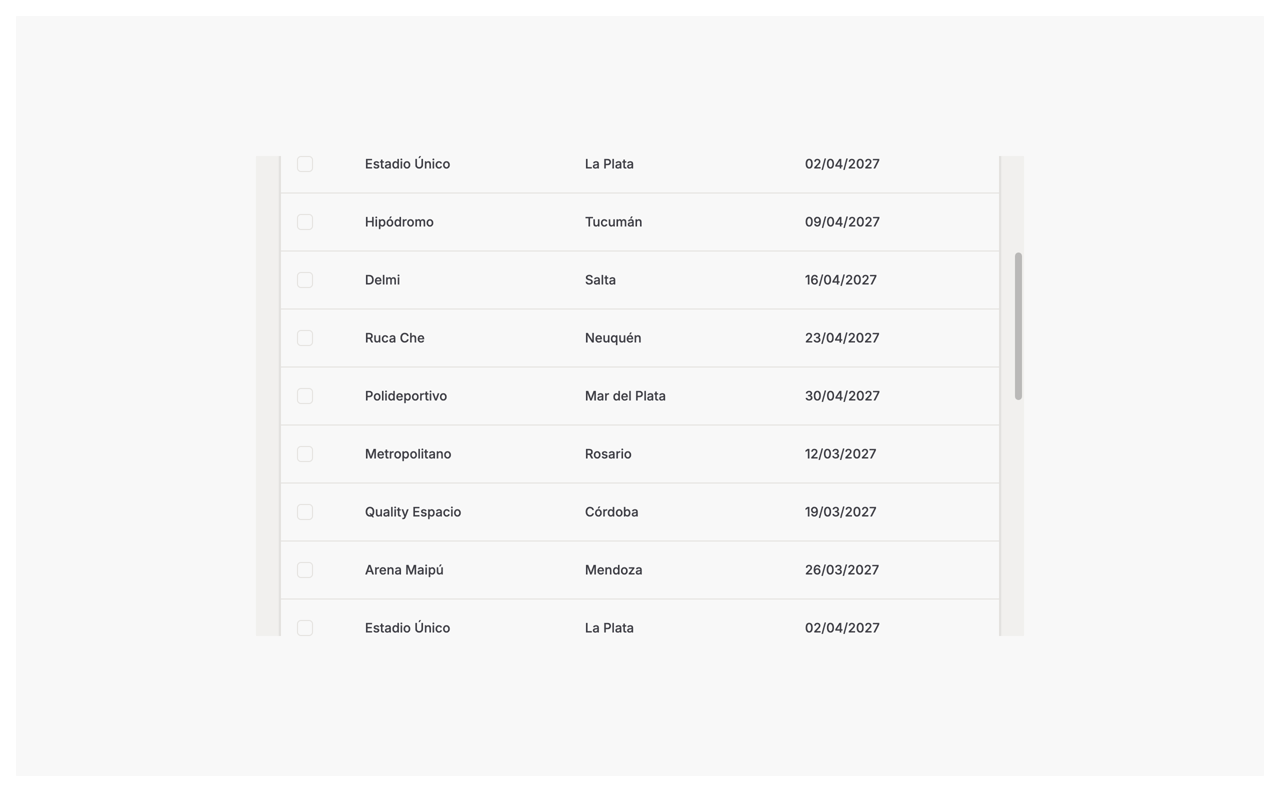 Estadio Único La Plata 02/04/2027
Hipódromo Tucumán 09/04/2027
Delmi Salta 16/04/2027
Ruca Che Neuquén 23/04/2027
Polideportivo Mar del Plata 30/04/2027
Metropolitano Rosario 12/03/2027
Quality Espacio Córdoba 19/03/2027
Arena Maipú Mendoza 26/03/2027
Estadio Único La Plata 02/04/2027